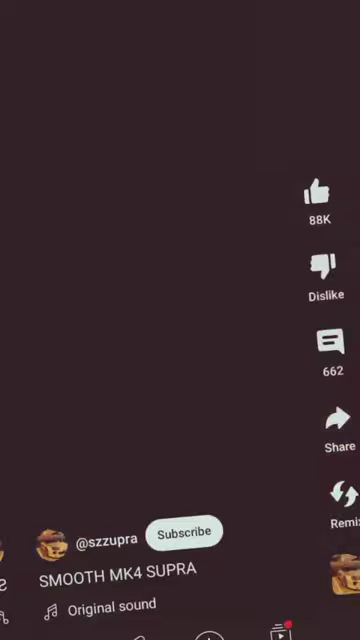 88K
Dislike
662
Share
Remix
@szzupra
Subscribe
SMOOTH MK4 SUPRA
Original sound